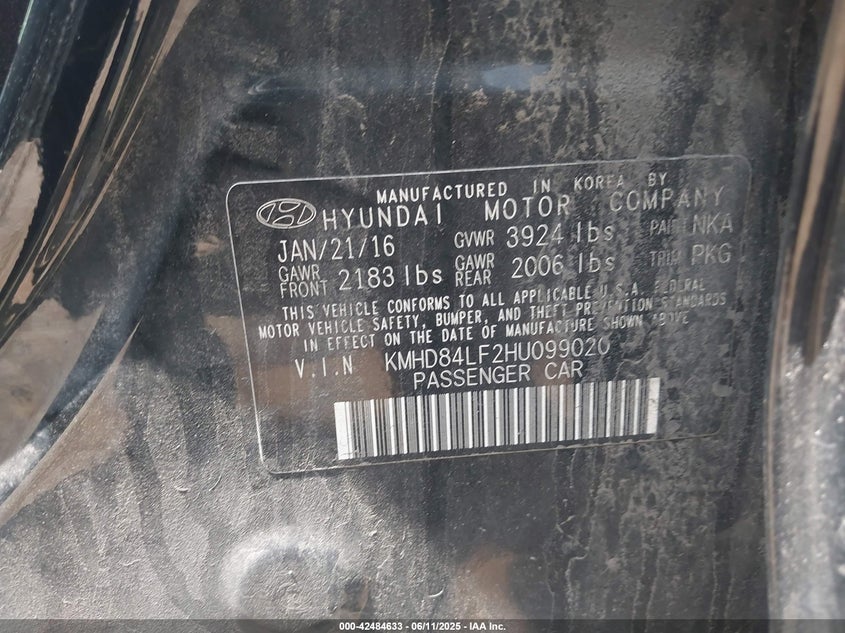 MANUFACTURED IN KOREA BY
HYUNDAI MOTOR COMPANY
JAN/21/16 GVWR 3924 lbs PAINT NKA
GAWR FRONT 2183 lbs GAWR REAR 2006 lbs TRIM PKG
THIS VEHICLE CONFORMS TO ALL APPLICABLE U.S.A. FEDERAL
MOTOR VEHICLE SAFETY, BUMPER, AND THEFT PREVENTION STANDARDS
IN EFFECT ON THE DATE OF MANUFACTURE SHOWN ABOVE
V.I.N KMHD84LF2HU099020
PASSENGER CAR
000-42484633 - 06/11/2025 - IAA Inc.